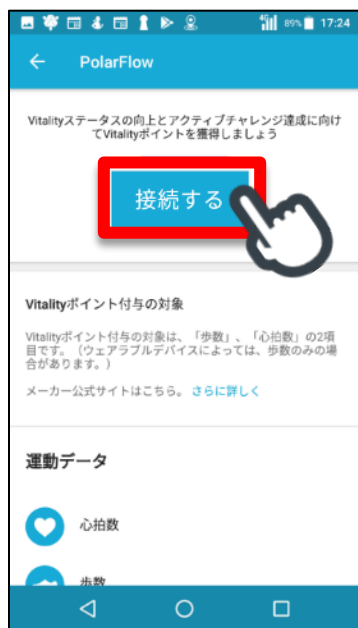 4G 89% 17:24
PolarFlow
Vitalityステータスの向上とアクティブチャレンジ達成に向け
てVitalityポイントを獲得しましょう
接続する
Vitalityポイント付与の対象
Vitalityポイント付与の対象は、「歩数」、「心拍数」の2項
目です。（ウェアラブルデバイスによっては、歩数のみの場
合があります。）
メーカー公式サイトはこちら。さらに詳しく
運動データ
心拍数
歩数